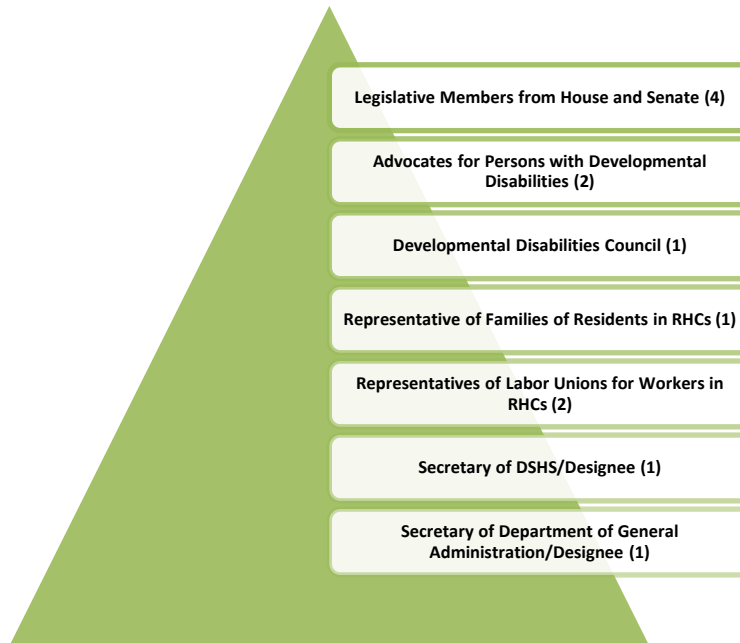 Legislative Members from House and Senate (4)
Advocates for Persons with Developmental
Disabilities (2)
Developmental Disabilities Council (1)
Representative of Families of Residents in RHCs (1)
Representatives of Labor Unions for Workers in
RHCs (2)
Secretary of DSHS/Designee (1)
Secretary of Department of General
Administration/Designee (1)